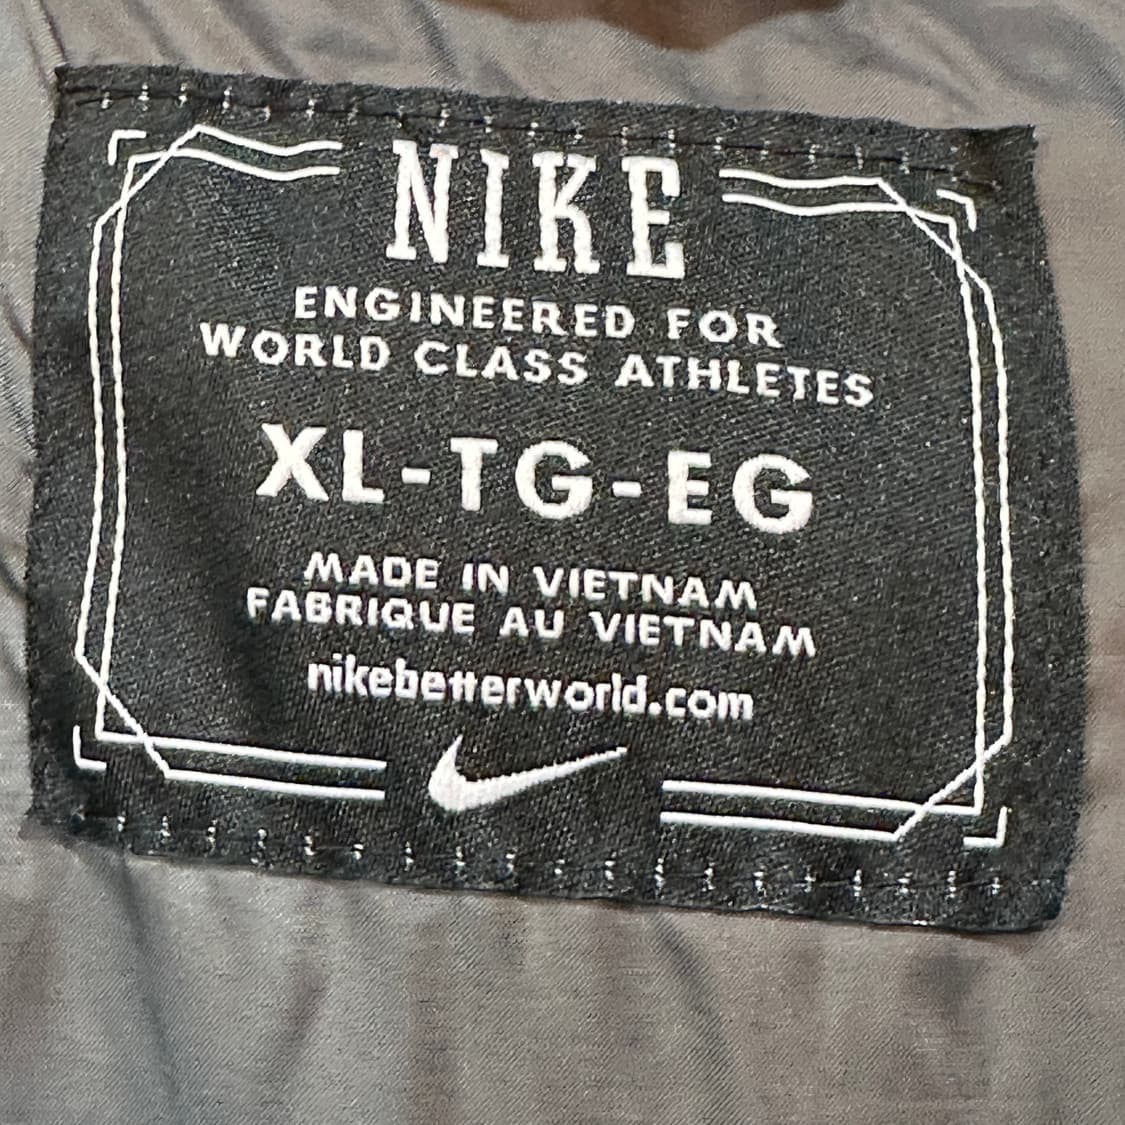 NIKE
ENGINEERED FOR
WORLD CLASS ATHLETES
XL-TG-EG
MADE IN VIETNAM
FABRIQUE AU VIETNAM
nikebetterworld.com